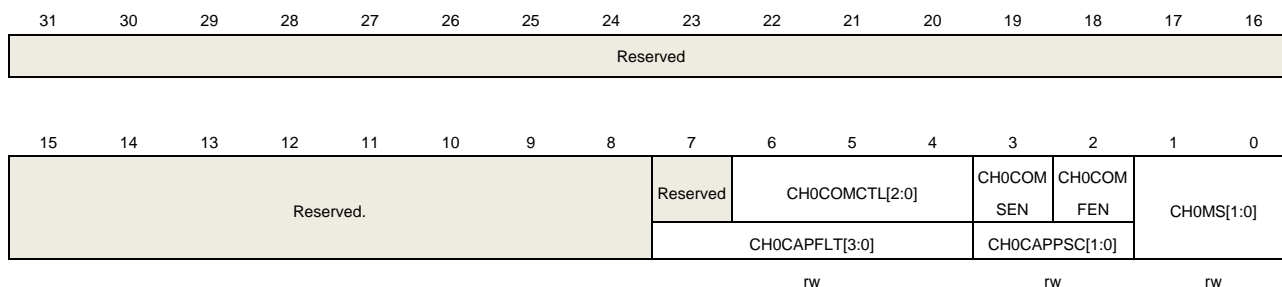 31 30 29 28 27 26 25 24 23 22 21 20 19 18 17 16
Reserved
15 14 13 12 11 10 9 8 7 6 5 4 3 2 1 0
Reserved.
Reserved
CH0COMCTL[2:0]
CH0COM
SEN
CH0COM
FEN
CH0MS[1:0]
CH0CAPFLT[3:0]
CH0CAPPSC[1:0]
rw rw rw